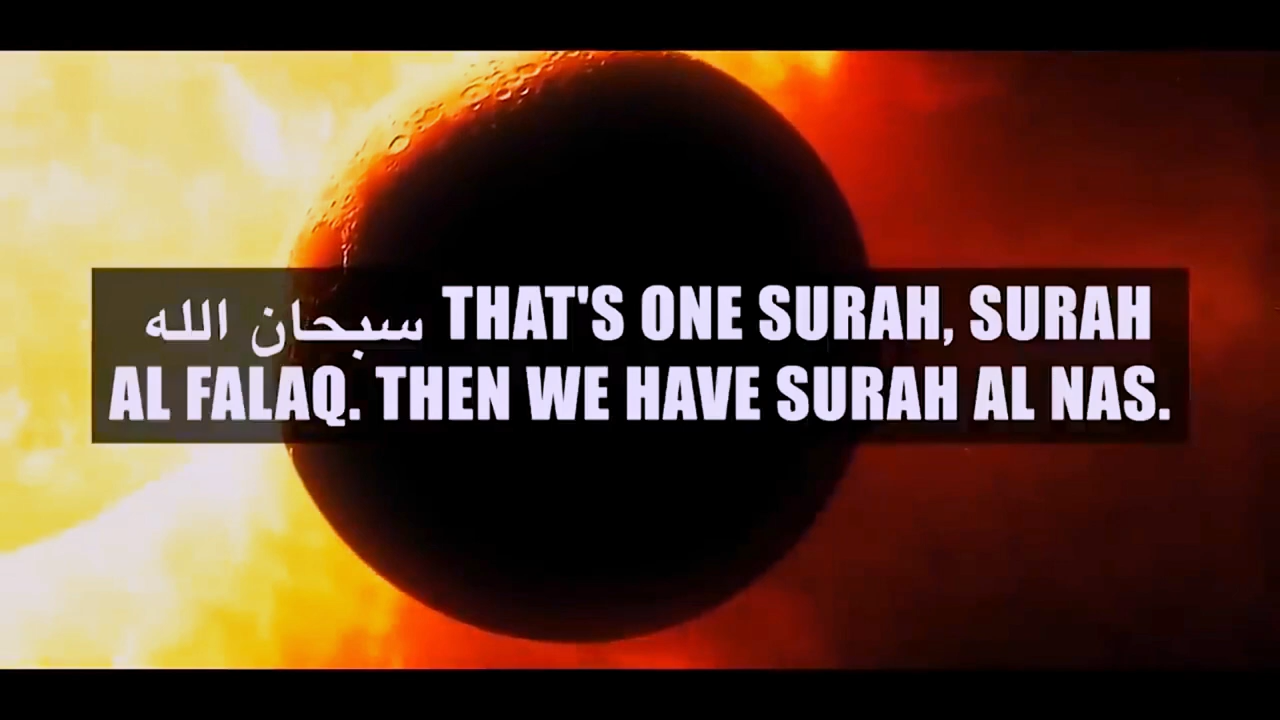 سبحان الله THAT'S ONE SURAH, SURAH
AL FALAQ. THEN WE HAVE SURAH AL NAS.